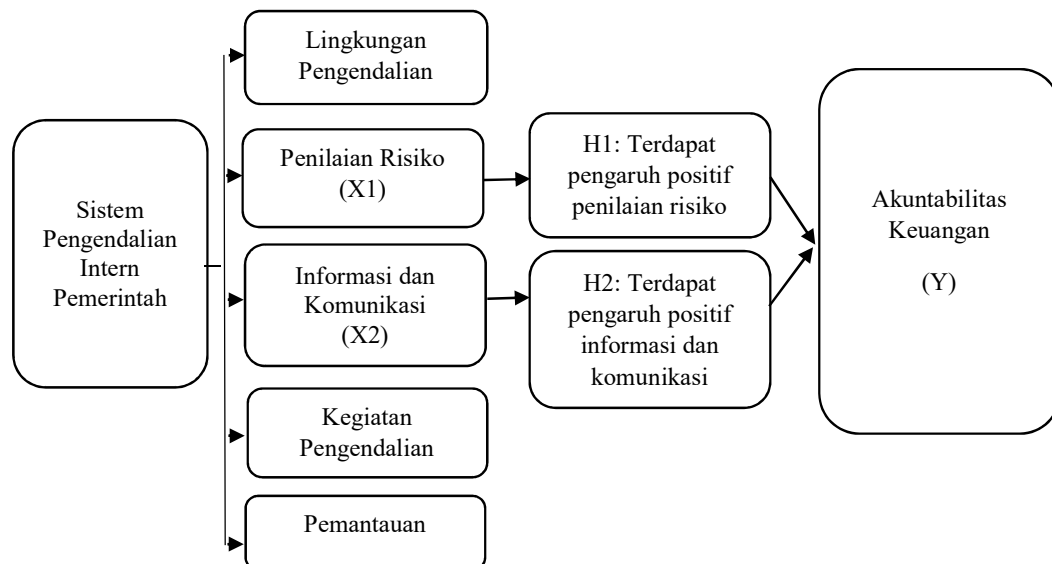 Sistem
Pengendalian
Intern
Pemerintah
Lingkungan
Pengendalian
Penilaian Risiko
(X1)
Informasi dan
Komunikasi
(X2)
Kegiatan
Pengendalian
Pemantauan
H1: Terdapat
pengaruh positif
penilaian risiko
H2: Terdapat
pengaruh positif
informasi dan
komunikasi
Akuntabilitas
Keuangan
(Y)